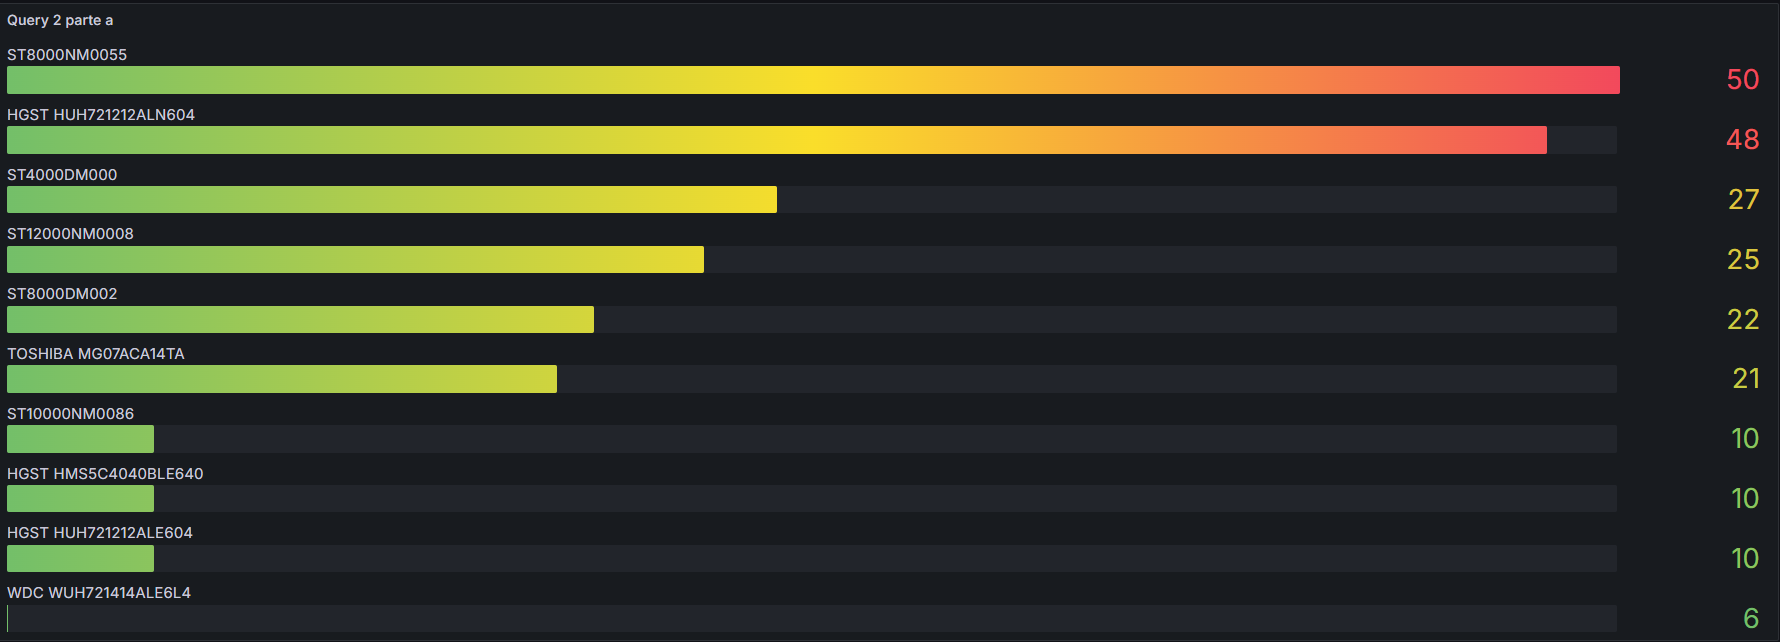 Query 2 parte a
ST8000NM0055
50
HGST HUH721212ALN604
48
ST4000DM000
27
ST12000NM0008
25
ST8000DM002
22
TOSHIBA MG07ACA14TA
21
ST10000NM0086
10
HGST HMS5C4040BLE640
10
HGST HUH721212ALE604
10
WDC WUH721414ALE6L4
6